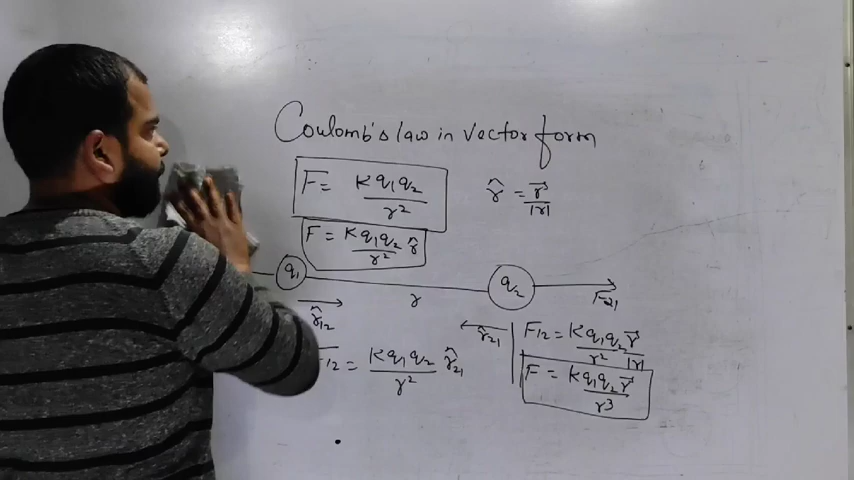 Coulomb's law in vector form
F = Kq₁q₂/r²
r̂ = r⃗/|r|
F = Kq₁q₂/r² r̂
q₁
q₂
r
F₂₁
r̂₁₂
r̂₂₁
F₁₂ = Kq₁q₂/r² r⃗/|r|
F₁₂ = Kq₁q₂/r² r̂₂₁
F = Kq₁q₂ r⃗/r³